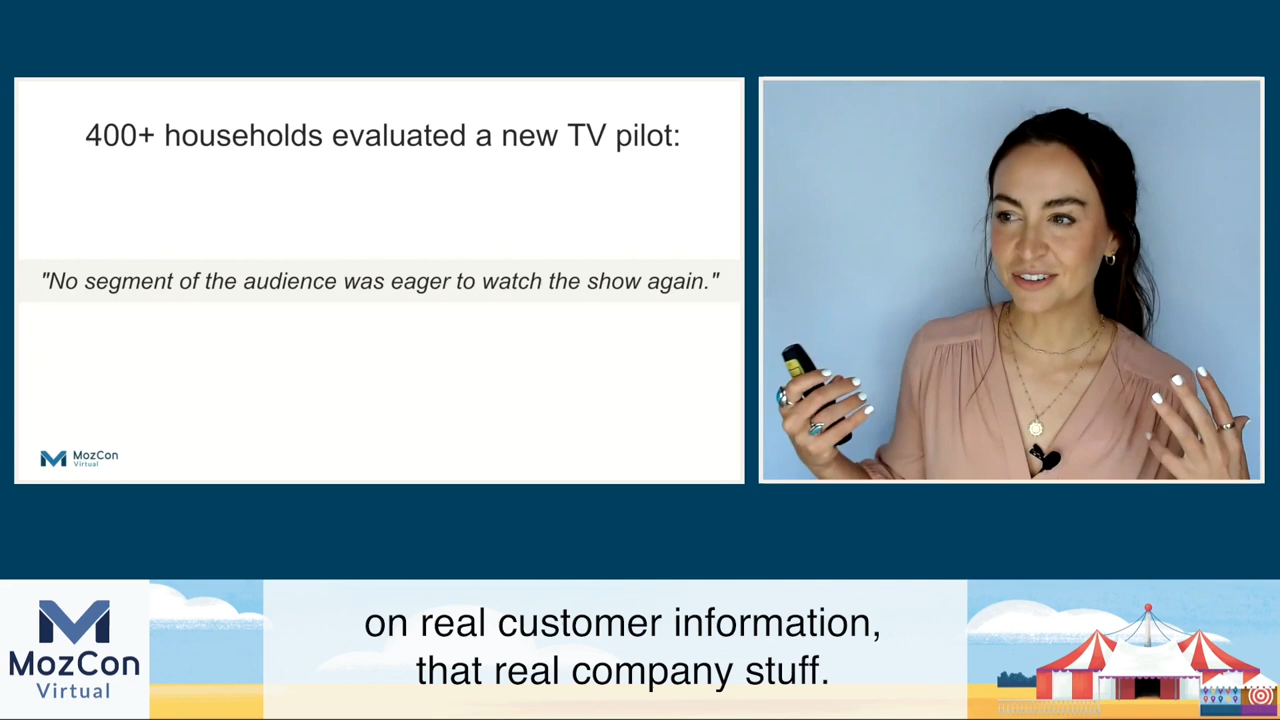 400+ households evaluated a new TV pilot:
"No segment of the audience was eager to watch the show again."
MozCon
Virtual
MozCon
Virtual
on real customer information,
that real company stuff.